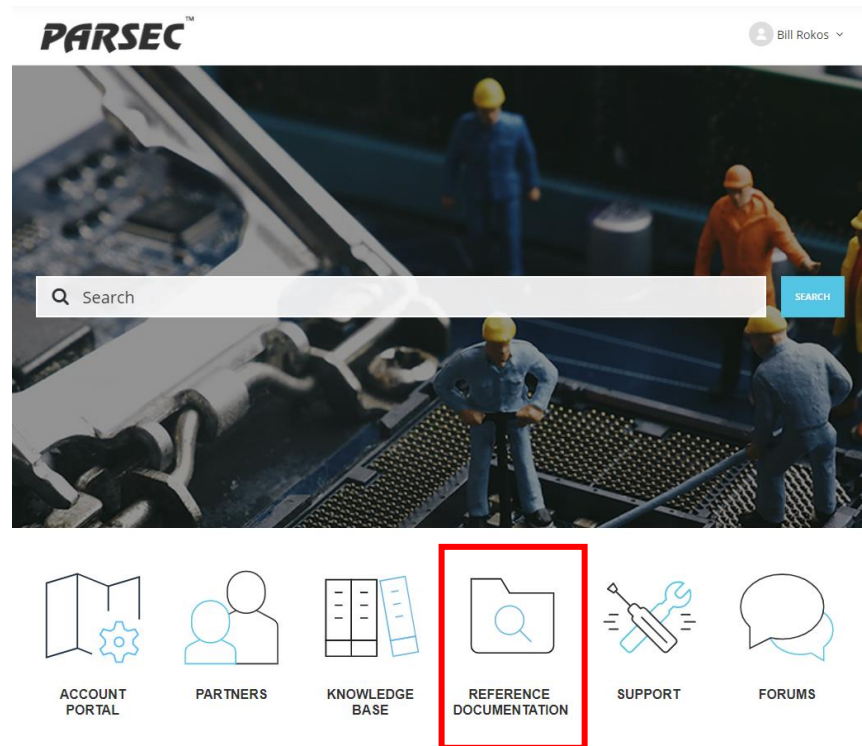 PARSEC™
Bill Rokos
Search
SEARCH
ACCOUNT
PORTAL
PARTNERS
KNOWLEDGE
BASE
REFERENCE
DOCUMENTATION
SUPPORT
FORUMS